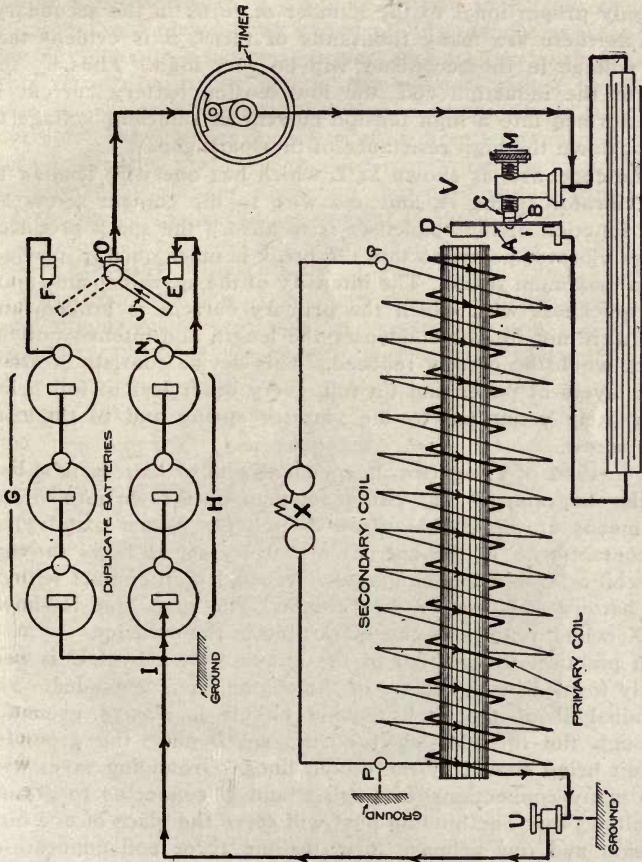 TIMER
G
F
O
J
DUPLICATE BATTERIES
N
E
H
I
GROUND
M
V
C
D
B
A
X
SECONDARY COIL
Q
P
GROUND
PRIMARY COIL
U
GROUND